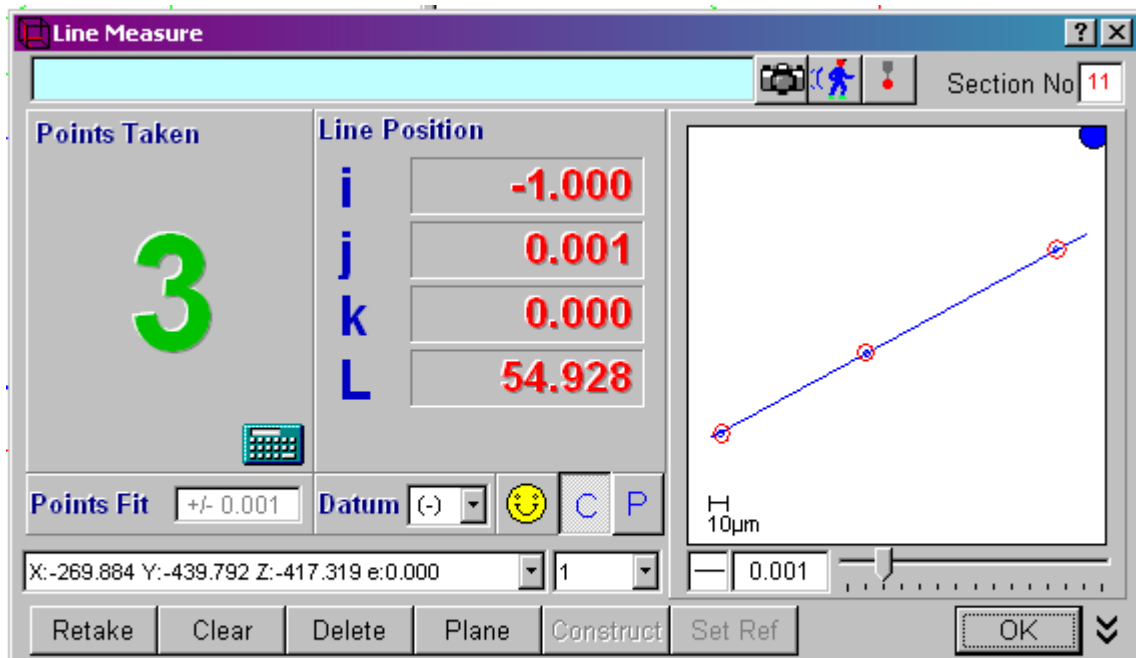 Line Measure
Section No 11
Points Taken
3
Line Position
i -1.000
j 0.001
k 0.000
L 54.928
10µm
Points Fit +/- 0.001
Datum (-) C P
X:-269.884 Y:-439.792 Z:-417.319 e:0.000 1
0.001
Retake Clear Delete Plane Construct Set Ref OK